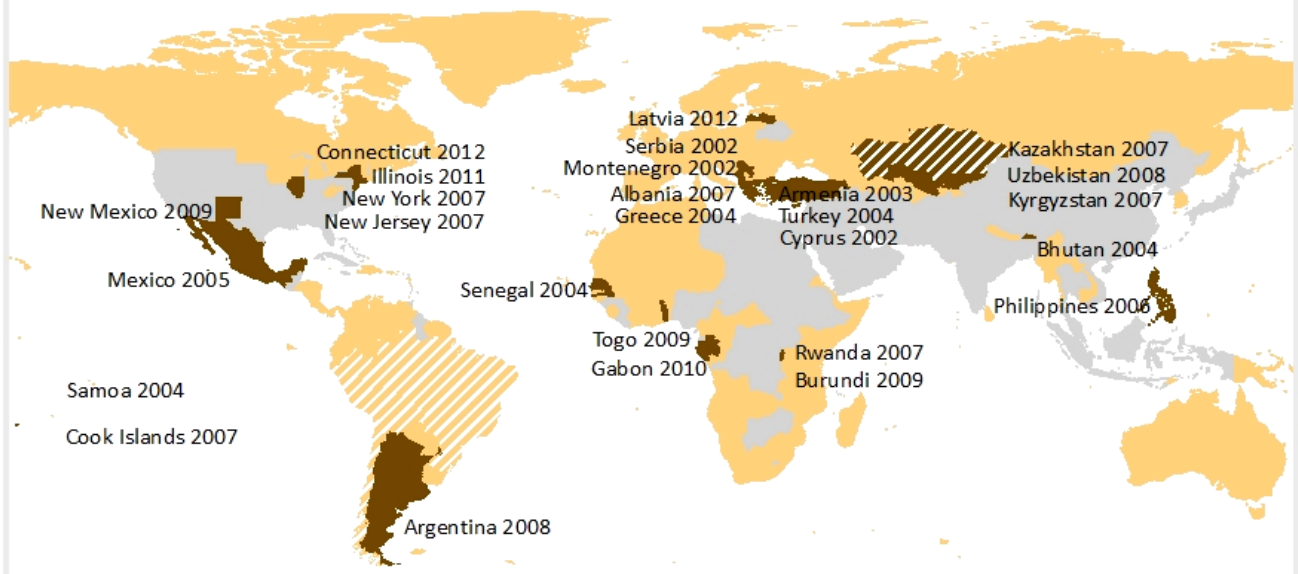 Latvia 2012
Serbia 2002
Montenegro 2002
Albania 2007
Greece 2004
Armenia 2003
Turkey 2004
Cyprus 2002
Kazakhstan 2007
Uzbekistan 2008
Kyrgyzstan 2007
Connecticut 2012
Illinois 2011
New York 2007
New Jersey 2007
New Mexico 2009
Mexico 2005
Bhutan 2004
Senegal 2004
Philippines 2006
Togo 2009
Gabon 2010
Rwanda 2007
Burundi 2009
Samoa 2004
Cook Islands 2007
Argentina 2008